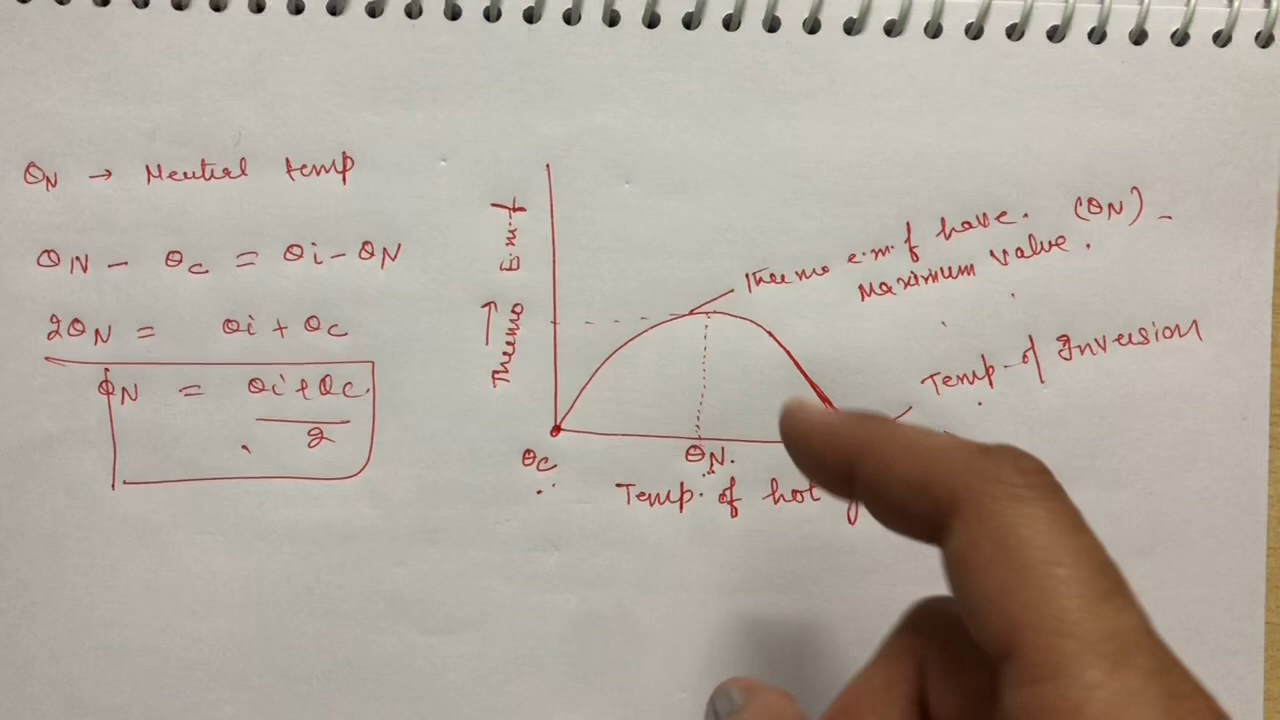 θN → Neutral temp
θN - θc = θi - θN
2θN = θi + θc
θN = θi + θc
2
→ Thermo E.m.f
Thermo e.m.f have. (θN) -
Maximum value.
Temp. of Inversion
θc
θN.
Temp. of hot